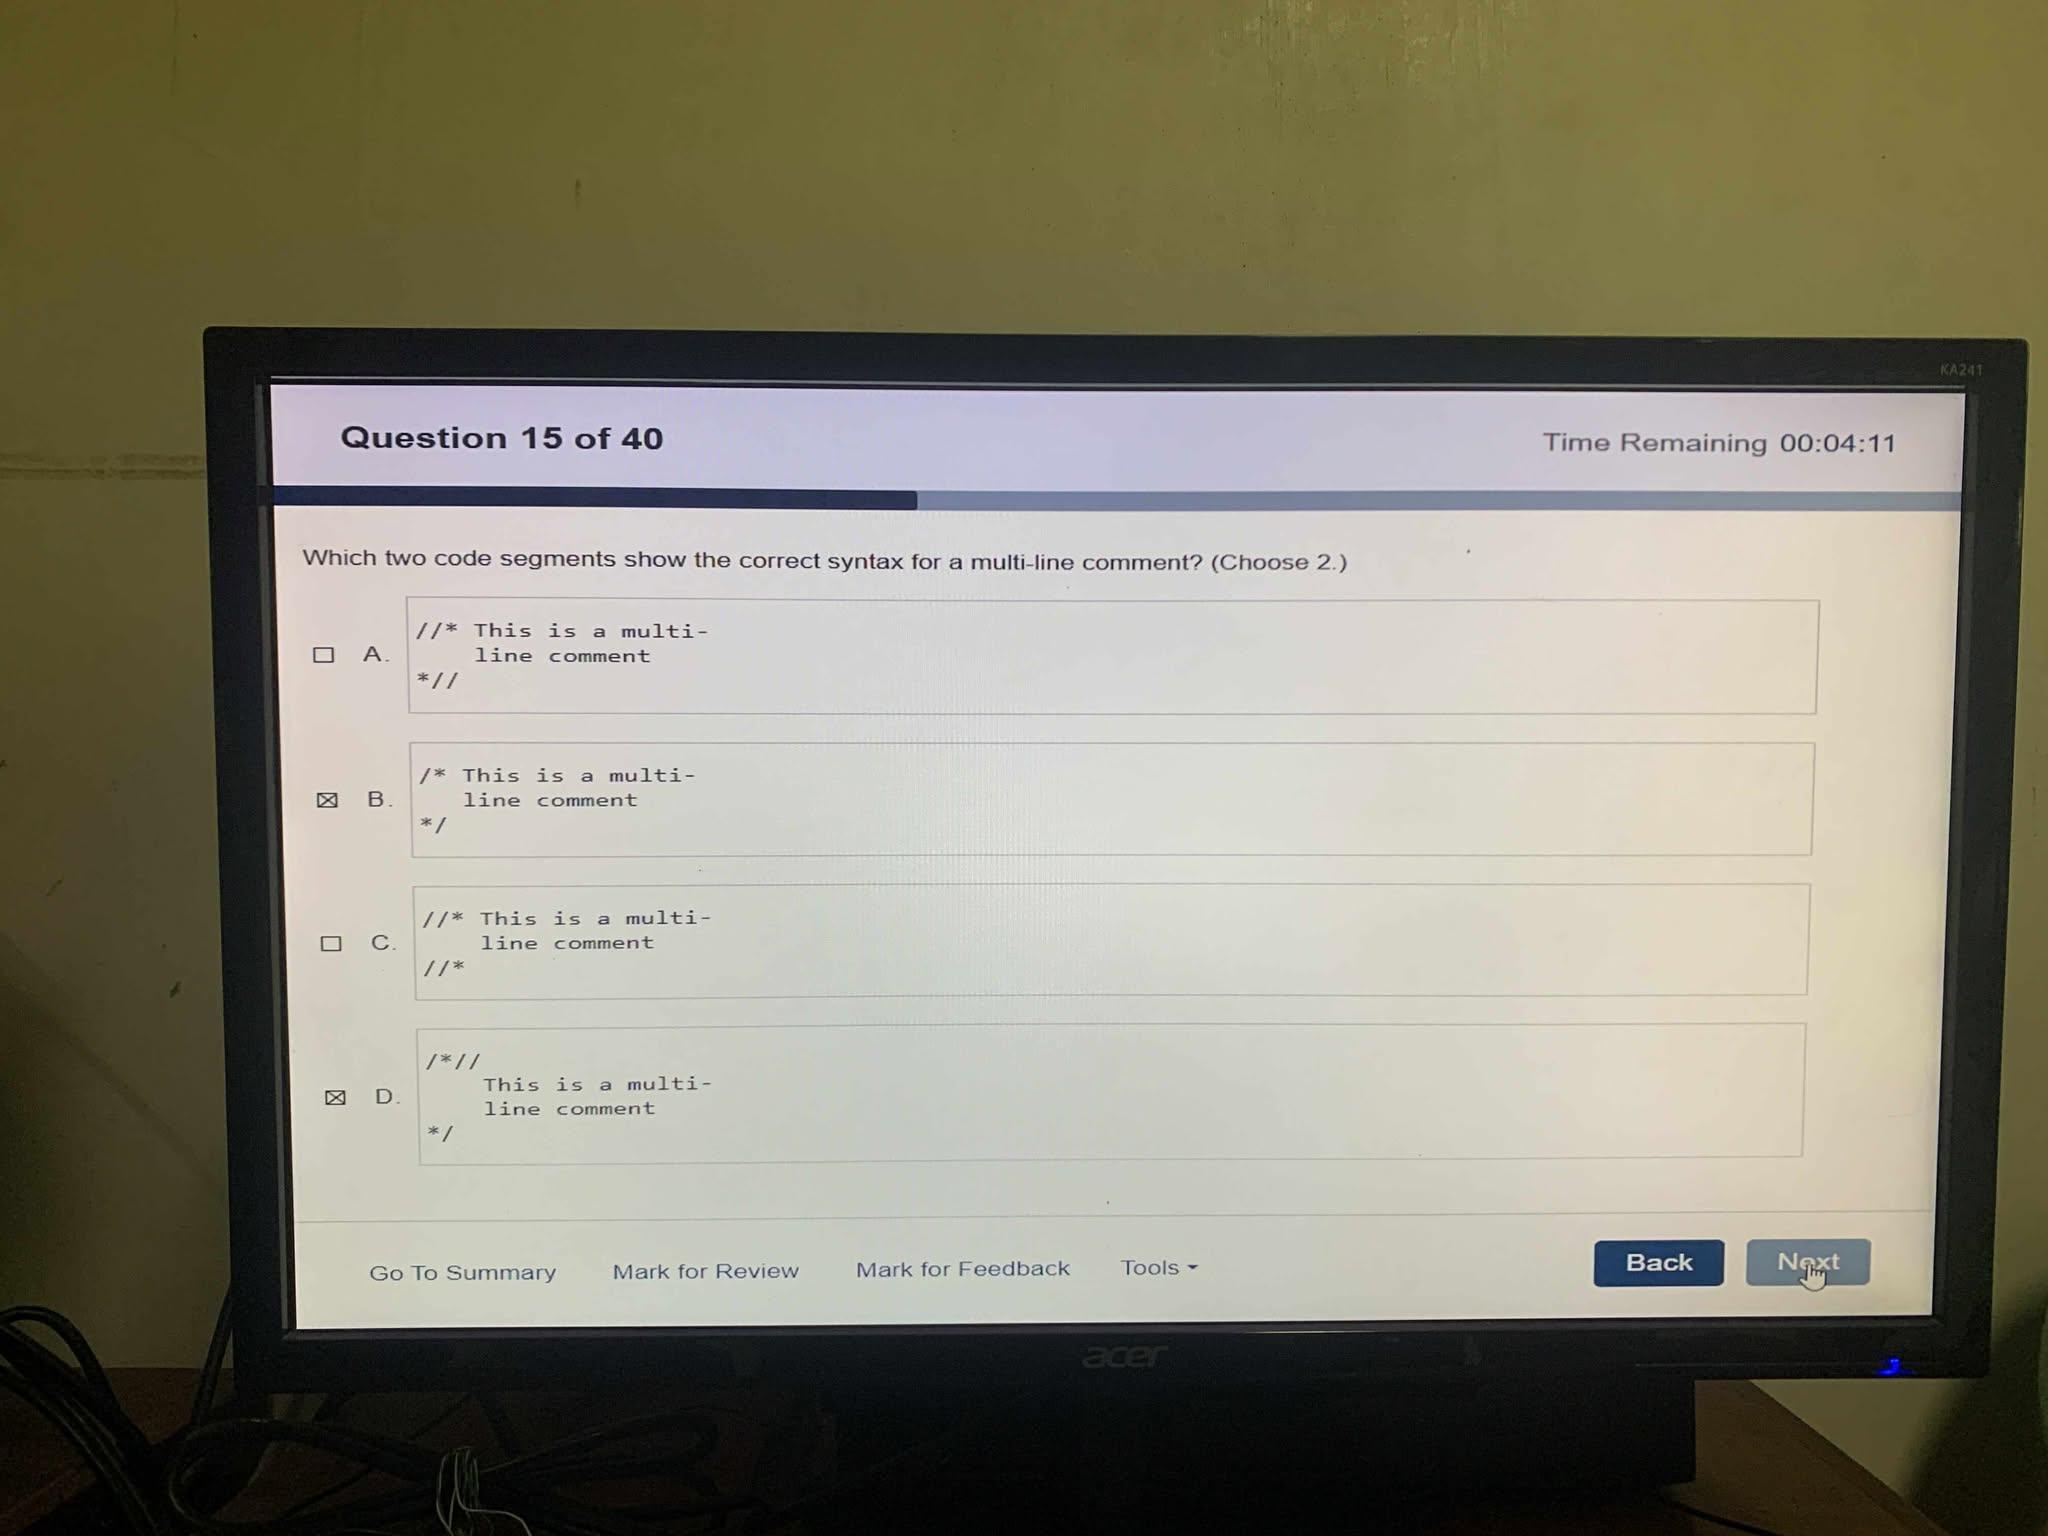 KA241
Question 15 of 40
Time Remaining 00:04:11
Which two code segments show the correct syntax for a multi-line comment? (Choose 2.)
A.
//* This is a multi-
line comment
*//
B.
/* This is a multi-
line comment
*/
C.
//* This is a multi-
line comment
//*
D.
/*//
This is a multi-
line comment
*/
Go To Summary
Mark for Review
Mark for Feedback
Tools
Back
Next
acer